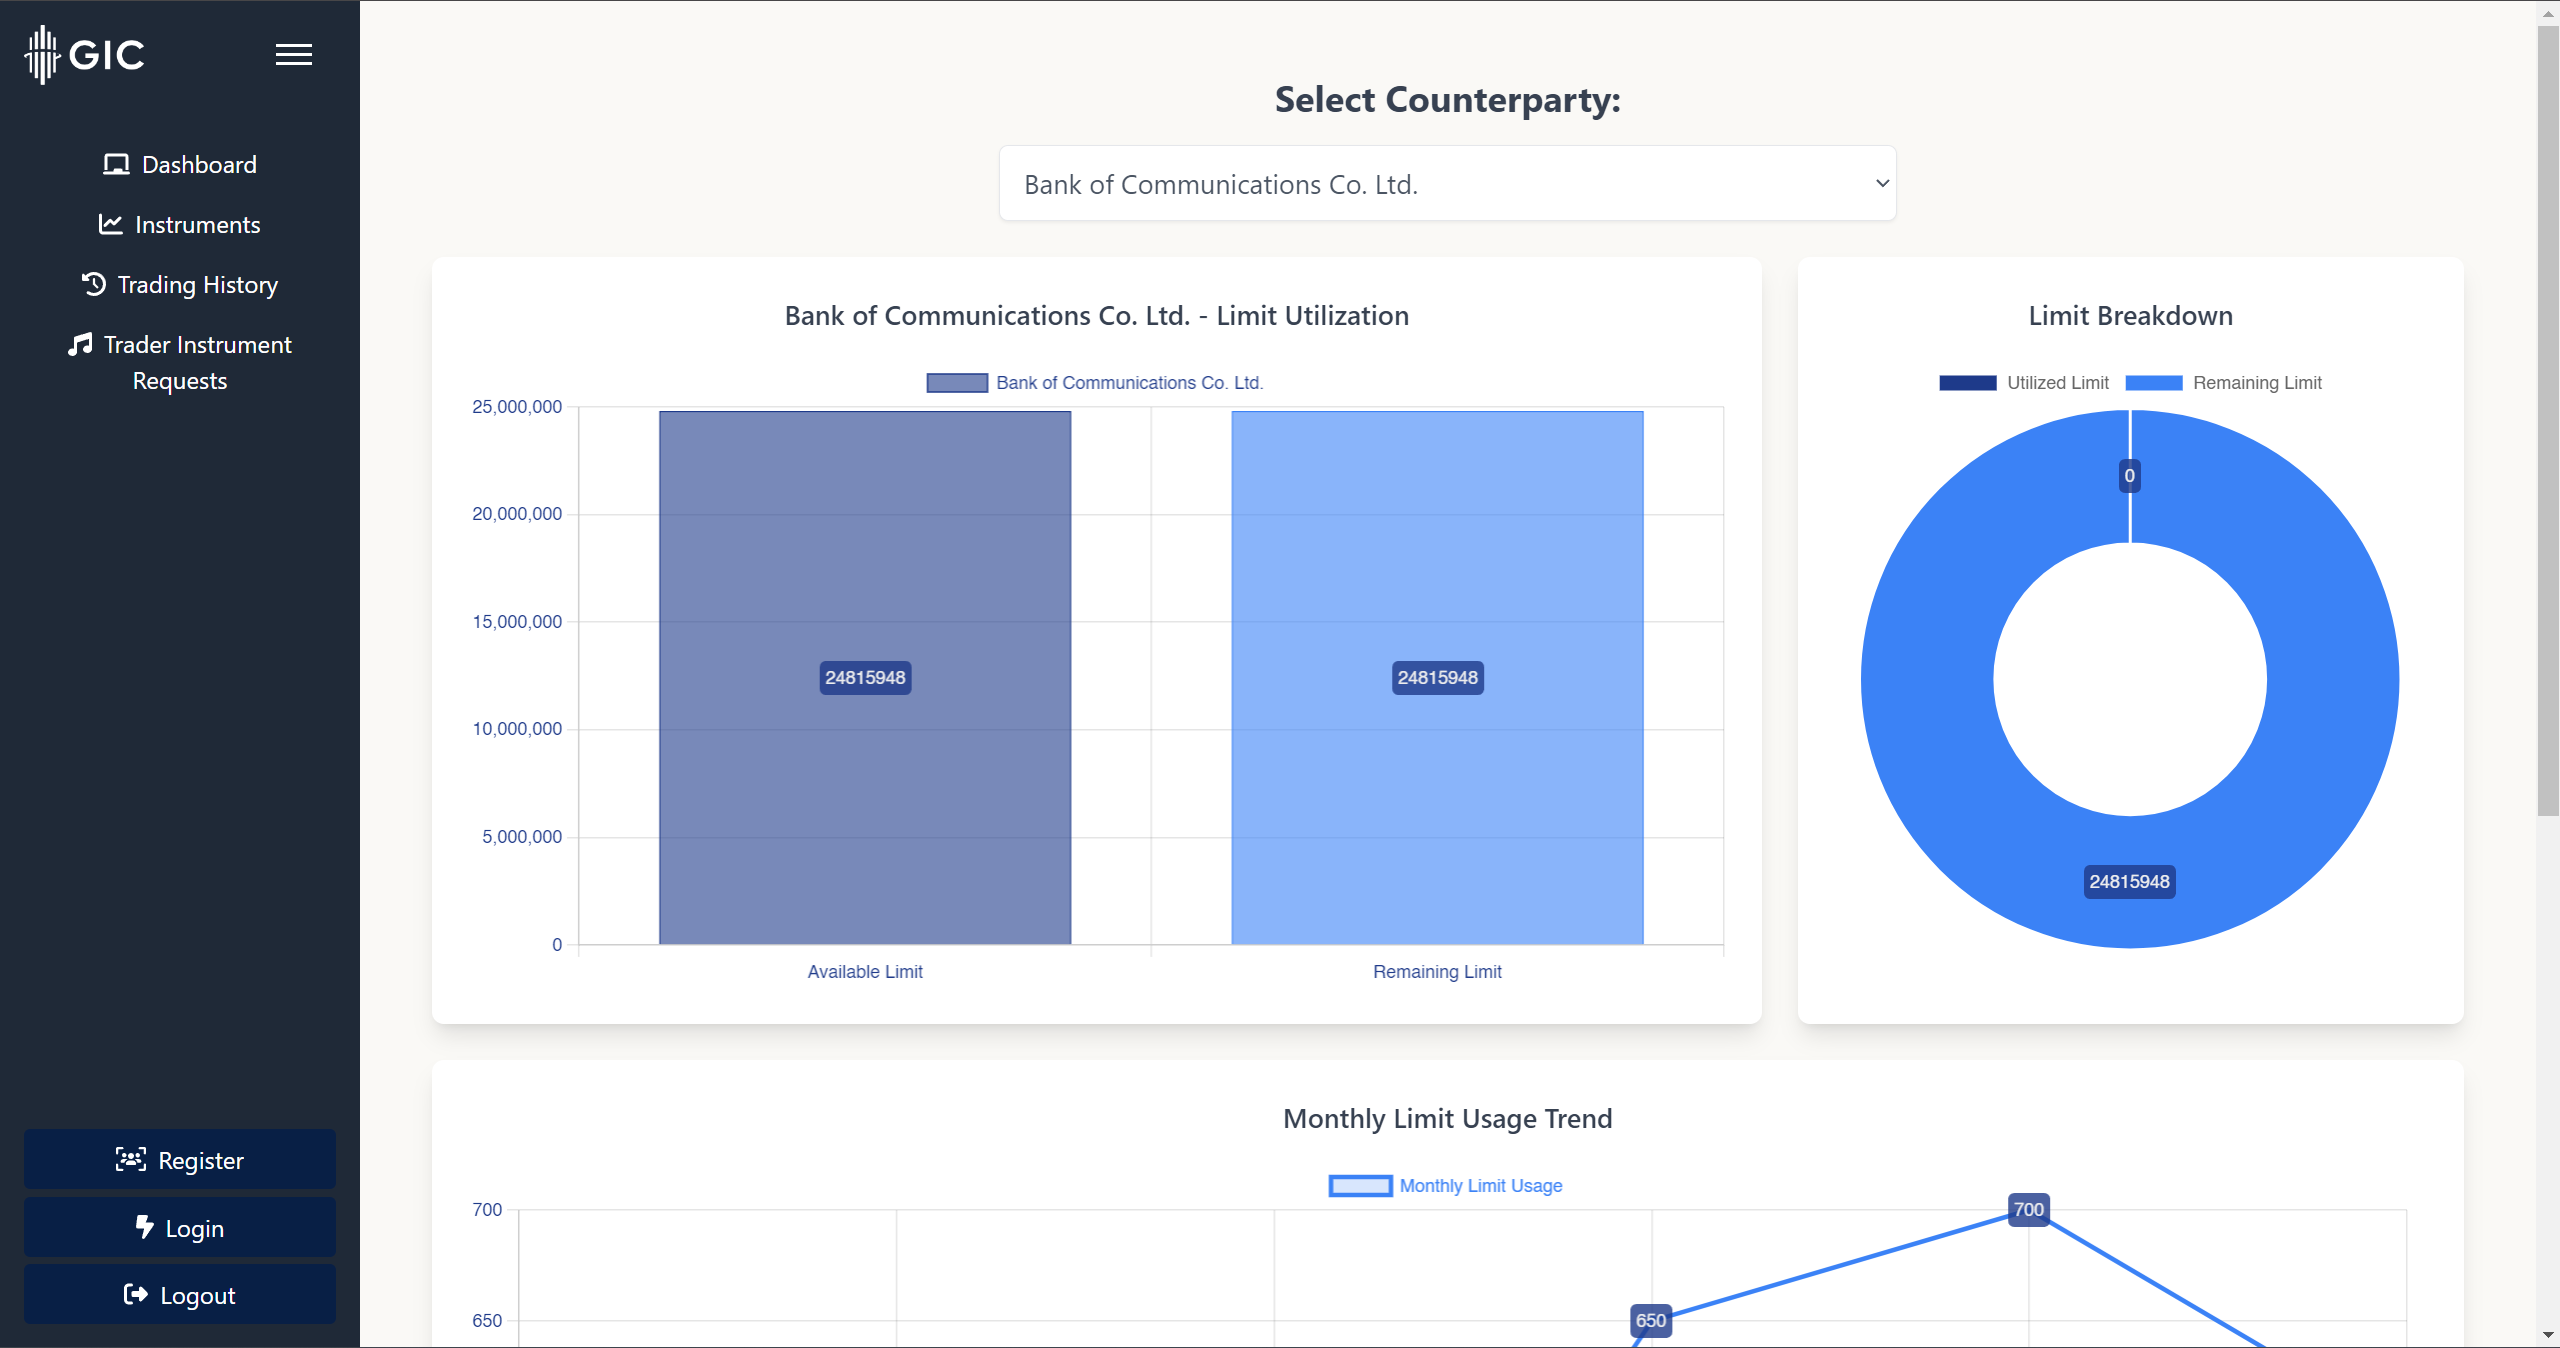 GIC
Dashboard
Instruments
Trading History
Trader Instrument
Requests
Register
Login
Logout
Select Counterparty:
Bank of Communications Co. Ltd.
Bank of Communications Co. Ltd. - Limit Utilization
Bank of Communications Co. Ltd.
25,000,000
20,000,000
15,000,000
10,000,000
5,000,000
0
24815948
24815948
Available Limit
Remaining Limit
Limit Breakdown
Utilized Limit
Remaining Limit
0
24815948
Monthly Limit Usage Trend
Monthly Limit Usage
700
650
700
650